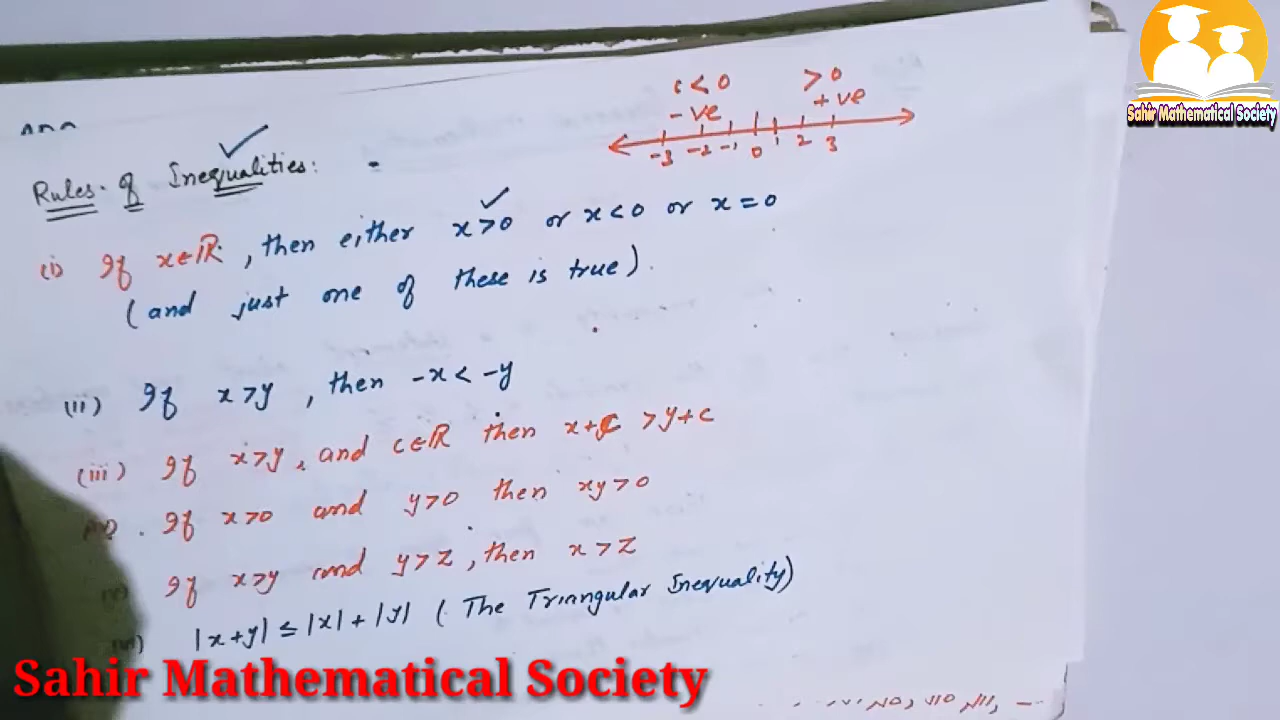 c < 0 > 0
- ve + ve
-3 -2 -1 0 1 2 3
Sahir Mathematical Society
Rules of Inequalities: -
(i) If x∈ℝ, then either x>0 or x<0 or x=0
(and just one of these is true).
(ii) If x>y, then -x < -y
(iii) If x>y, and c∈ℝ then x+c >y+c
If x>0 and y>0 then xy>0
If x>y and y>z, then x>z
|x+y| ≤ |x| + |y| (The Triangular Inequality)
Sahir Mathematical Society